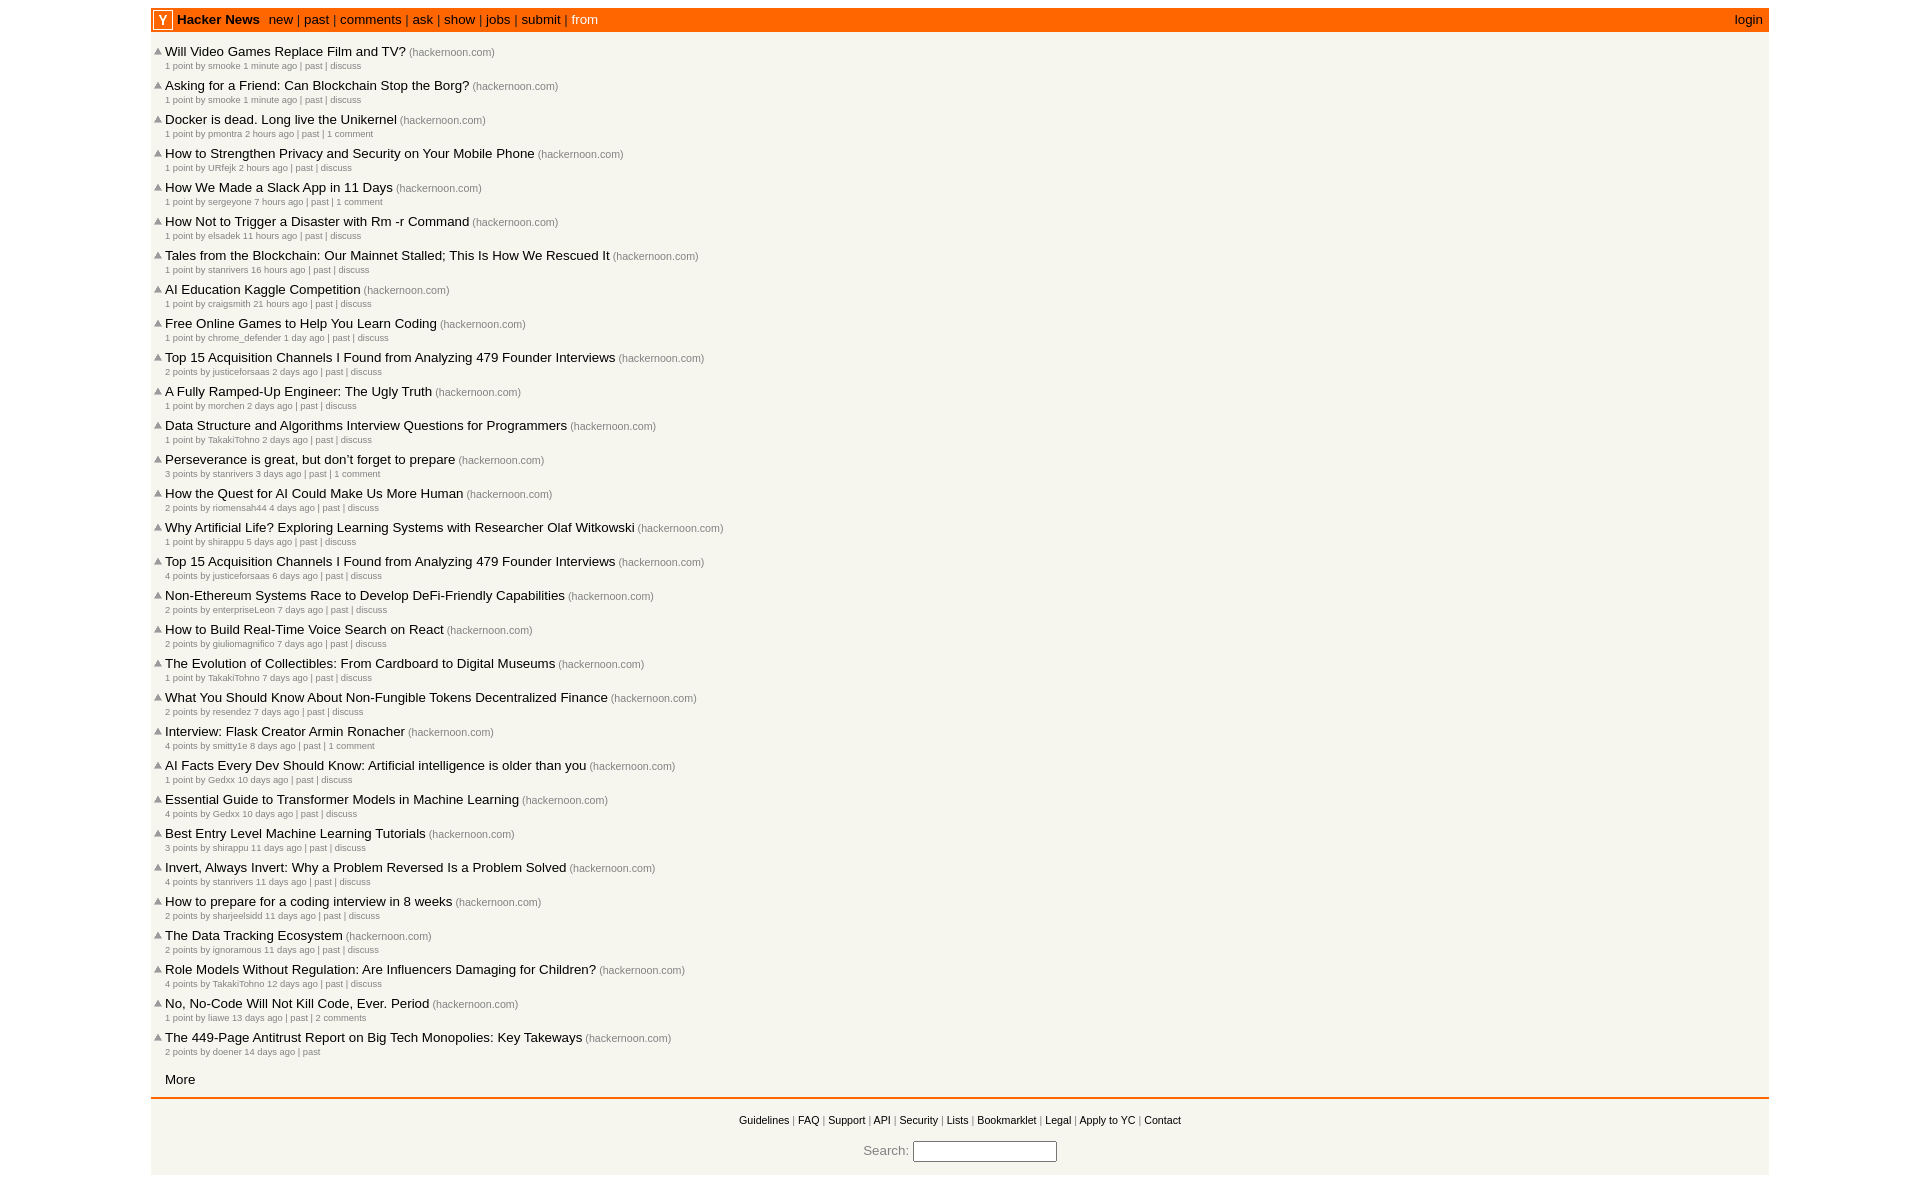 Y Hacker News new | past | comments | ask | show | jobs | submit | from login
Will Video Games Replace Film and TV? (hackernoon.com)
1 point by smooke 1 minute ago | past | discuss
Asking for a Friend: Can Blockchain Stop the Borg? (hackernoon.com)
1 point by smooke 1 minute ago | past | discuss
Docker is dead. Long live the Unikernel (hackernoon.com)
1 point by pmontra 2 hours ago | past | 1 comment
How to Strengthen Privacy and Security on Your Mobile Phone (hackernoon.com)
1 point by URfejk 2 hours ago | past | discuss
How We Made a Slack App in 11 Days (hackernoon.com)
1 point by sergeyone 7 hours ago | past | 1 comment
How Not to Trigger a Disaster with Rm -r Command (hackernoon.com)
1 point by elsadek 11 hours ago | past | discuss
Tales from the Blockchain: Our Mainnet Stalled; This Is How We Rescued It (hackernoon.com)
1 point by stanrivers 16 hours ago | past | discuss
AI Education Kaggle Competition (hackernoon.com)
1 point by craigsmith 21 hours ago | past | discuss
Free Online Games to Help You Learn Coding (hackernoon.com)
1 point by chrome_defender 1 day ago | past | discuss
Top 15 Acquisition Channels I Found from Analyzing 479 Founder Interviews (hackernoon.com)
2 points by justiceforsaas 2 days ago | past | discuss
A Fully Ramped-Up Engineer: The Ugly Truth (hackernoon.com)
1 point by morchen 2 days ago | past | discuss
Data Structure and Algorithms Interview Questions for Programmers (hackernoon.com)
1 point by TakakiTohno 2 days ago | past | discuss
Perseverance is great, but don’t forget to prepare (hackernoon.com)
3 points by stanrivers 3 days ago | past | 1 comment
How the Quest for AI Could Make Us More Human (hackernoon.com)
2 points by riomensah44 4 days ago | past | discuss
Why Artificial Life? Exploring Learning Systems with Researcher Olaf Witkowski (hackernoon.com)
1 point by shirappu 5 days ago | past | discuss
Top 15 Acquisition Channels I Found from Analyzing 479 Founder Interviews (hackernoon.com)
4 points by justiceforsaas 6 days ago | past | discuss
Non-Ethereum Systems Race to Develop DeFi-Friendly Capabilities (hackernoon.com)
2 points by enterpriseLeon 7 days ago | past | discuss
How to Build Real-Time Voice Search on React (hackernoon.com)
2 points by giuliomagnifico 7 days ago | past | discuss
The Evolution of Collectibles: From Cardboard to Digital Museums (hackernoon.com)
1 point by TakakiTohno 7 days ago | past | discuss
What You Should Know About Non-Fungible Tokens Decentralized Finance (hackernoon.com)
2 points by resendez 7 days ago | past | discuss
Interview: Flask Creator Armin Ronacher (hackernoon.com)
4 points by smitty1e 8 days ago | past | 1 comment
AI Facts Every Dev Should Know: Artificial intelligence is older than you (hackernoon.com)
1 point by Gedxx 10 days ago | past | discuss
Essential Guide to Transformer Models in Machine Learning (hackernoon.com)
4 points by Gedxx 10 days ago | past | discuss
Best Entry Level Machine Learning Tutorials (hackernoon.com)
3 points by shirappu 11 days ago | past | discuss
Invert, Always Invert: Why a Problem Reversed Is a Problem Solved (hackernoon.com)
4 points by stanrivers 11 days ago | past | discuss
How to prepare for a coding interview in 8 weeks (hackernoon.com)
2 points by sharjeelsidd 11 days ago | past | discuss
The Data Tracking Ecosystem (hackernoon.com)
2 points by ignoramous 11 days ago | past | discuss
Role Models Without Regulation: Are Influencers Damaging for Children? (hackernoon.com)
4 points by TakakiTohno 12 days ago | past | discuss
No, No-Code Will Not Kill Code, Ever. Period (hackernoon.com)
1 point by liawe 13 days ago | past | 2 comments
The 449-Page Antitrust Report on Big Tech Monopolies: Key Takeways (hackernoon.com)
2 points by doener 14 days ago | past
More
Guidelines | FAQ | Support | API | Security | Lists | Bookmarklet | Legal | Apply to YC | Contact
Search: